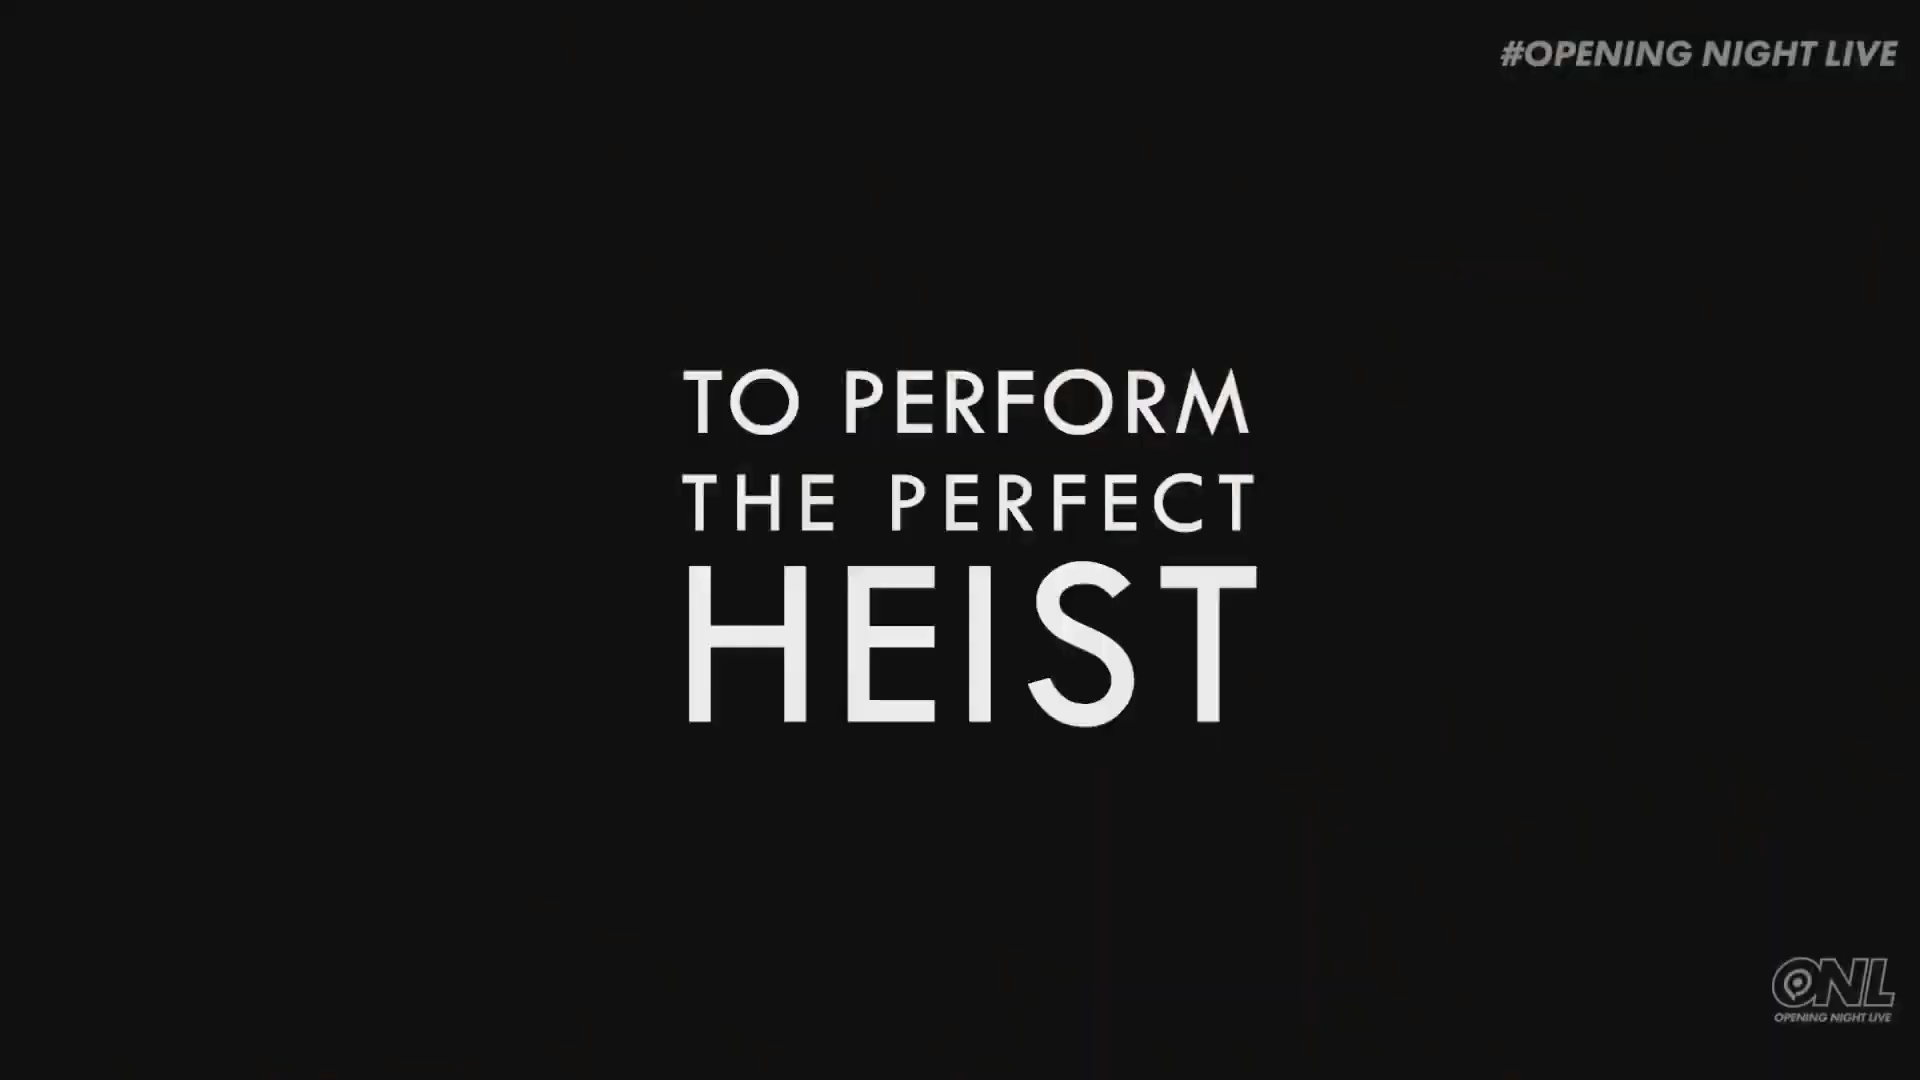 #OPENING NIGHT LIVE
TO PERFORM
THE PERFECT
HEIST
ONL
OPENING NIGHT LIVE